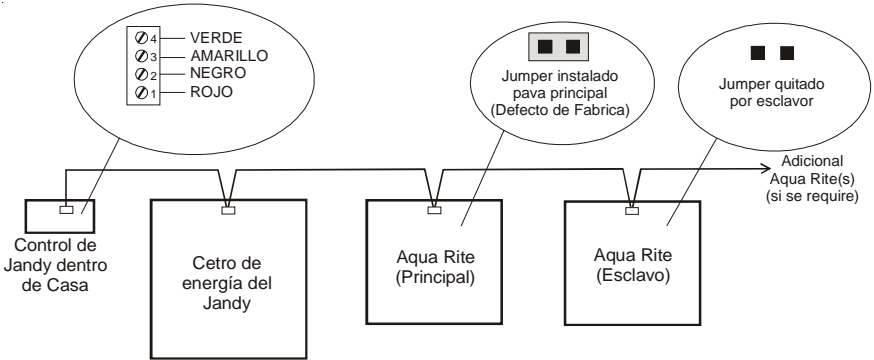 4 VERDE
3 AMARILLO
2 NEGRO
1 ROJO
Jumper instalado
pava principal
(Defecto de Fabrica)
Jumper quitado
por esclavor
Adicional
Aqua Rite(s)
(si se require)
Control de
Jandy dentro
de Casa
Cetro de
energía del
Jandy
Aqua Rite
(Principal)
Aqua Rite
(Esclavo)